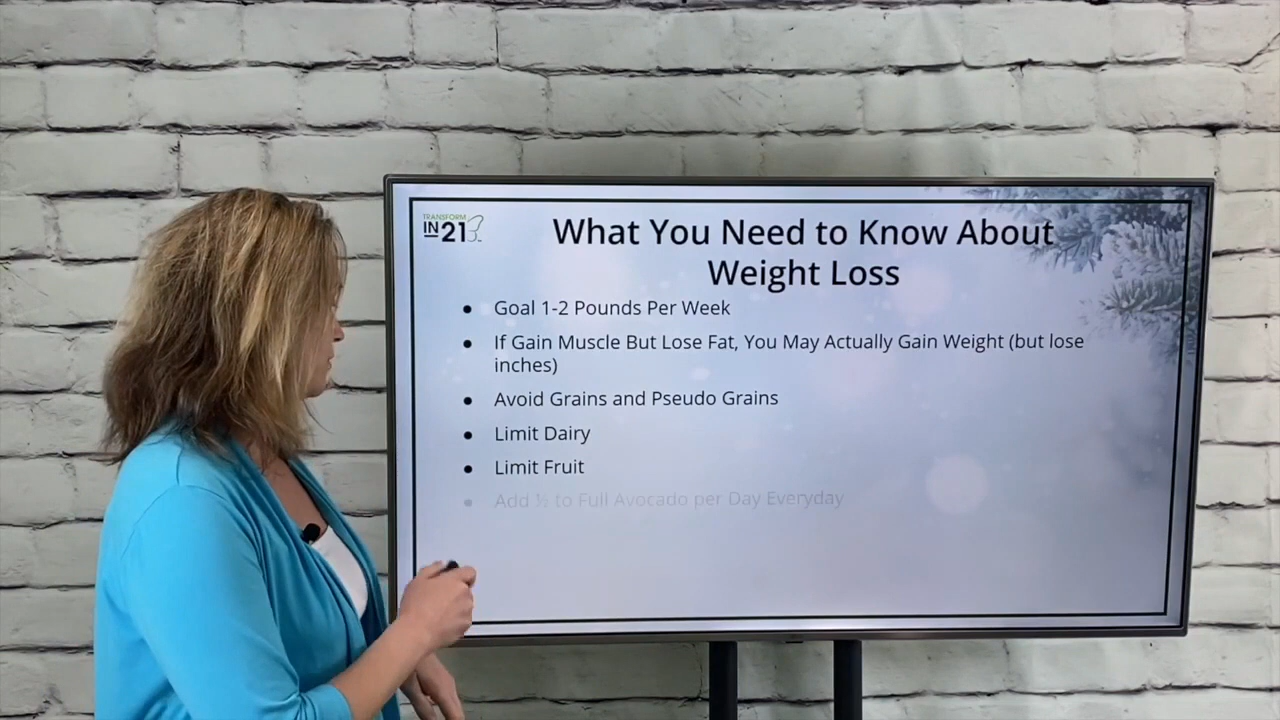 TRANSFORM
IN21
What You Need to Know About
Weight Loss
● Goal 1-2 Pounds Per Week
● If Gain Muscle But Lose Fat, You May Actually Gain Weight (but lose
inches)
● Avoid Grains and Pseudo Grains
● Limit Dairy
● Limit Fruit
● Add ½ to Full Avocado per Day Everyday